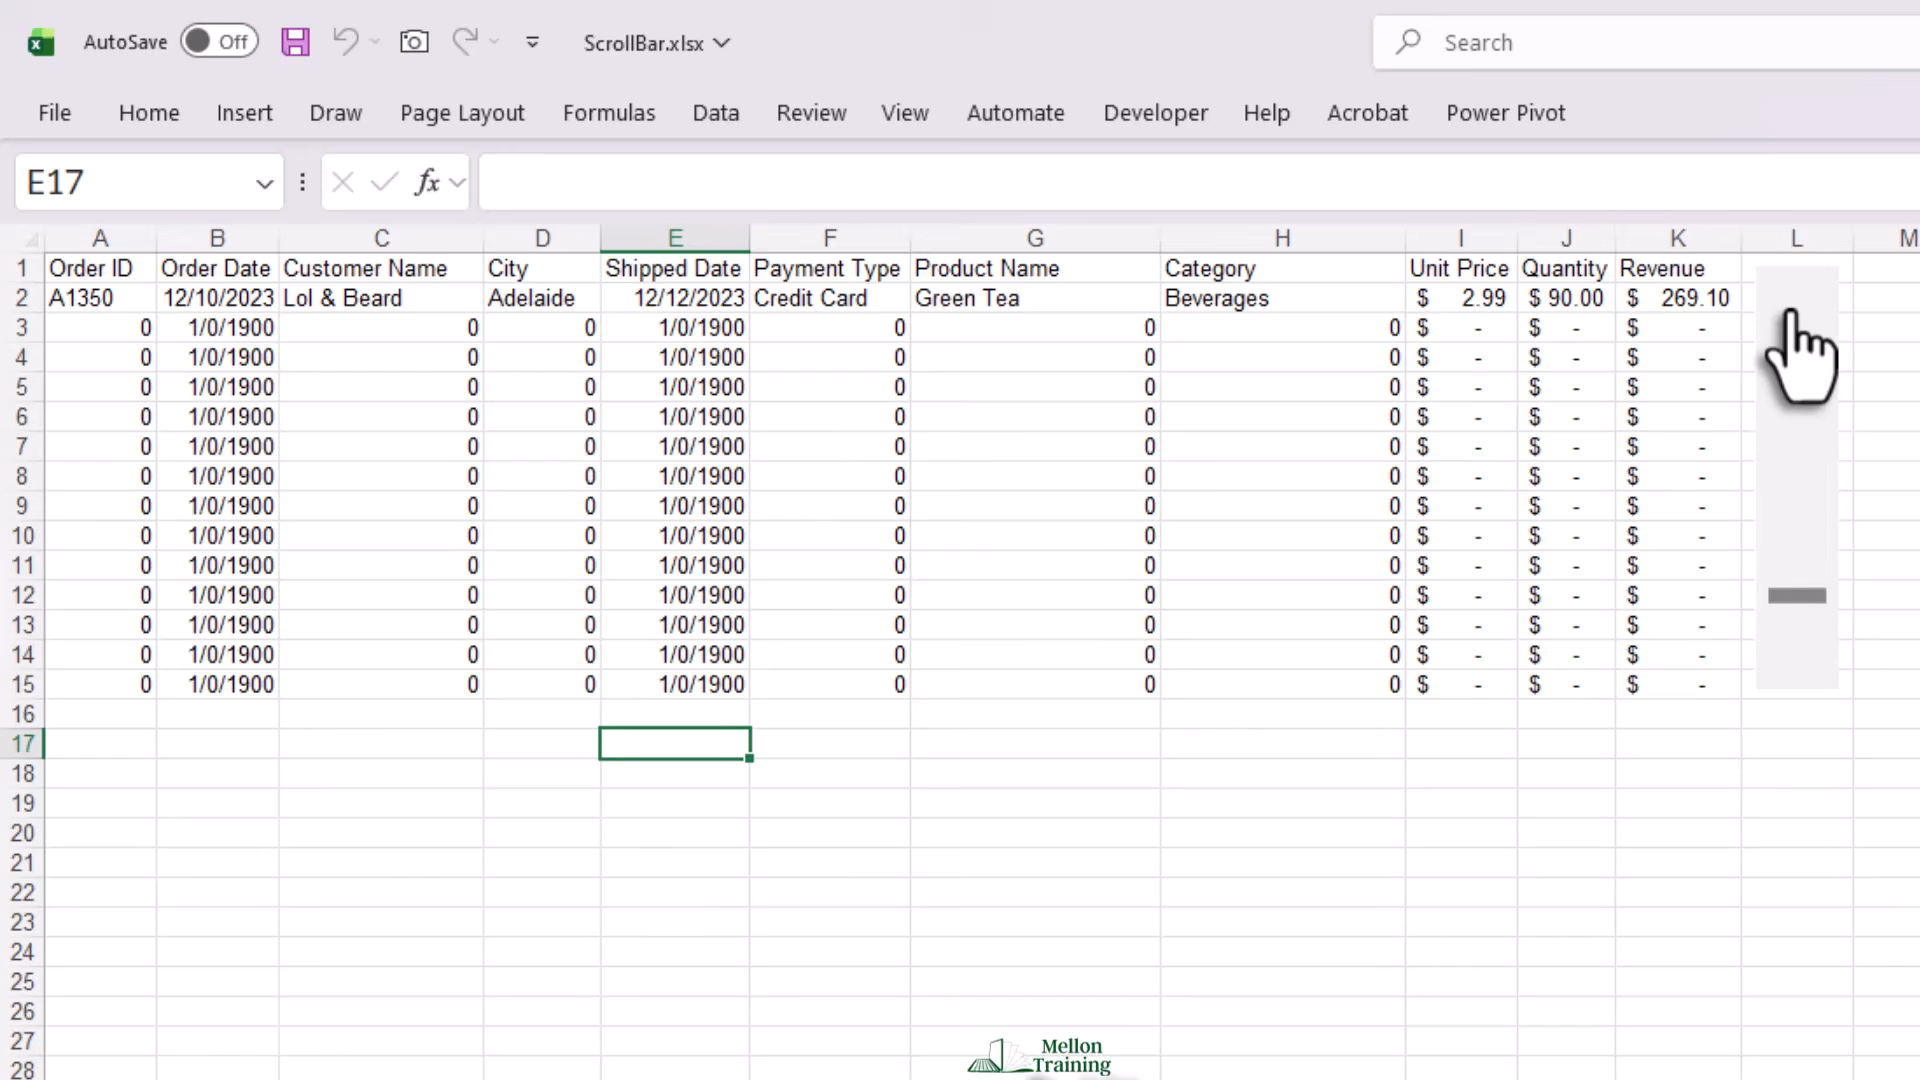 AutoSave Off ScrollBar.xlsx Search
File Home Insert Draw Page Layout Formulas Data Review View Automate Developer Help Acrobat Power Pivot
E17 fx
A B C D E F G H I J K L M
1 Order ID Order Date Customer Name City Shipped Date Payment Type Product Name Category Unit Price Quantity Revenue
2 A1350 12/10/2023 Lol & Beard Adelaide 12/12/2023 Credit Card Green Tea Beverages $ 2.99 $ 90.00 $ 269.10
3 0 1/0/1900 0 0 1/0/1900 0 0 0 $ - $ - $ -
4 0 1/0/1900 0 0 1/0/1900 0 0 0 $ - $ - $ -
5 0 1/0/1900 0 0 1/0/1900 0 0 0 $ - $ - $ -
6 0 1/0/1900 0 0 1/0/1900 0 0 0 $ - $ - $ -
7 0 1/0/1900 0 0 1/0/1900 0 0 0 $ - $ - $ -
8 0 1/0/1900 0 0 1/0/1900 0 0 0 $ - $ - $ -
9 0 1/0/1900 0 0 1/0/1900 0 0 0 $ - $ - $ -
10 0 1/0/1900 0 0 1/0/1900 0 0 0 $ - $ - $ -
11 0 1/0/1900 0 0 1/0/1900 0 0 0 $ - $ - $ -
12 0 1/0/1900 0 0 1/0/1900 0 0 0 $ - $ - $ -
13 0 1/0/1900 0 0 1/0/1900 0 0 0 $ - $ - $ -
14 0 1/0/1900 0 0 1/0/1900 0 0 0 $ - $ - $ -
15 0 1/0/1900 0 0 1/0/1900 0 0 0 $ - $ - $ -
16
17
18
19
20
21
22
23
24
25
26
27
28
Mellon
Training